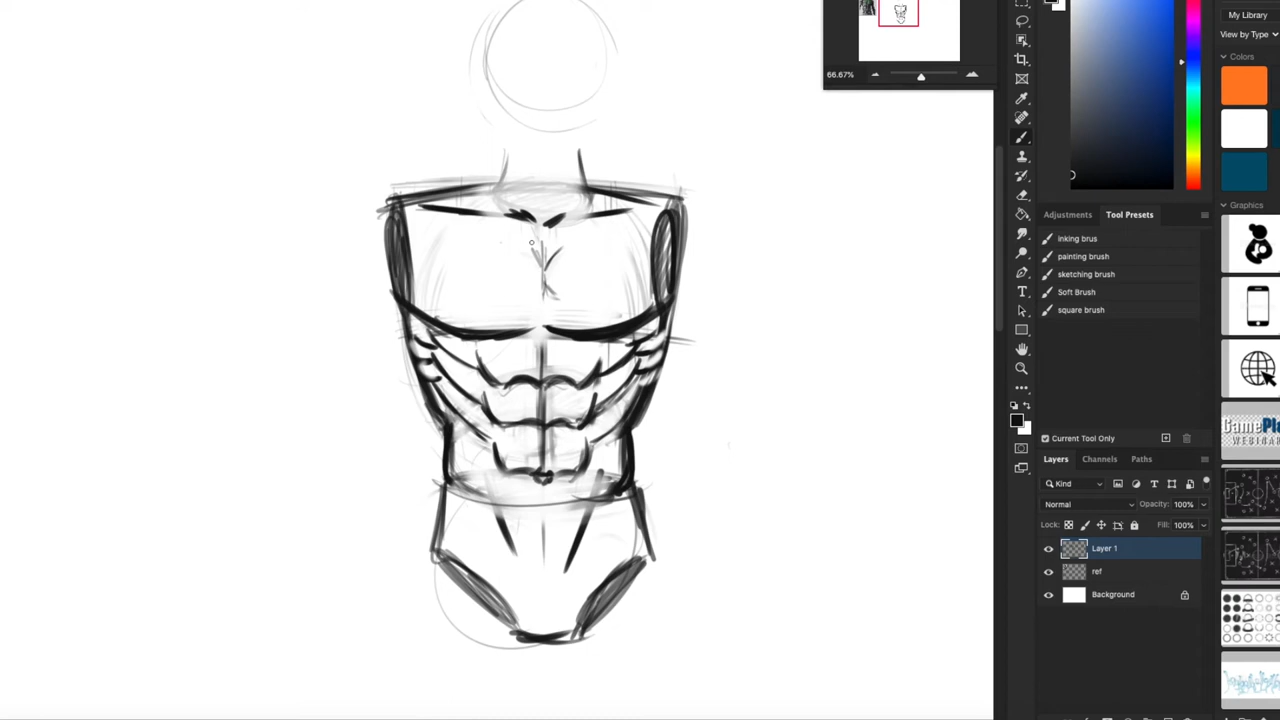 66.67%
My Library
View by Type
Colors
Graphics
Adjustments
Tool Presets
inking brus
painting brush
sketching brush
Soft Brush
square brush
Current Tool Only
Layers
Channels
Paths
Kind
Normal
Opacity: 100%
Lock:
Fill: 100%
Layer 1
ref
Background
GamePla
WEBINAR